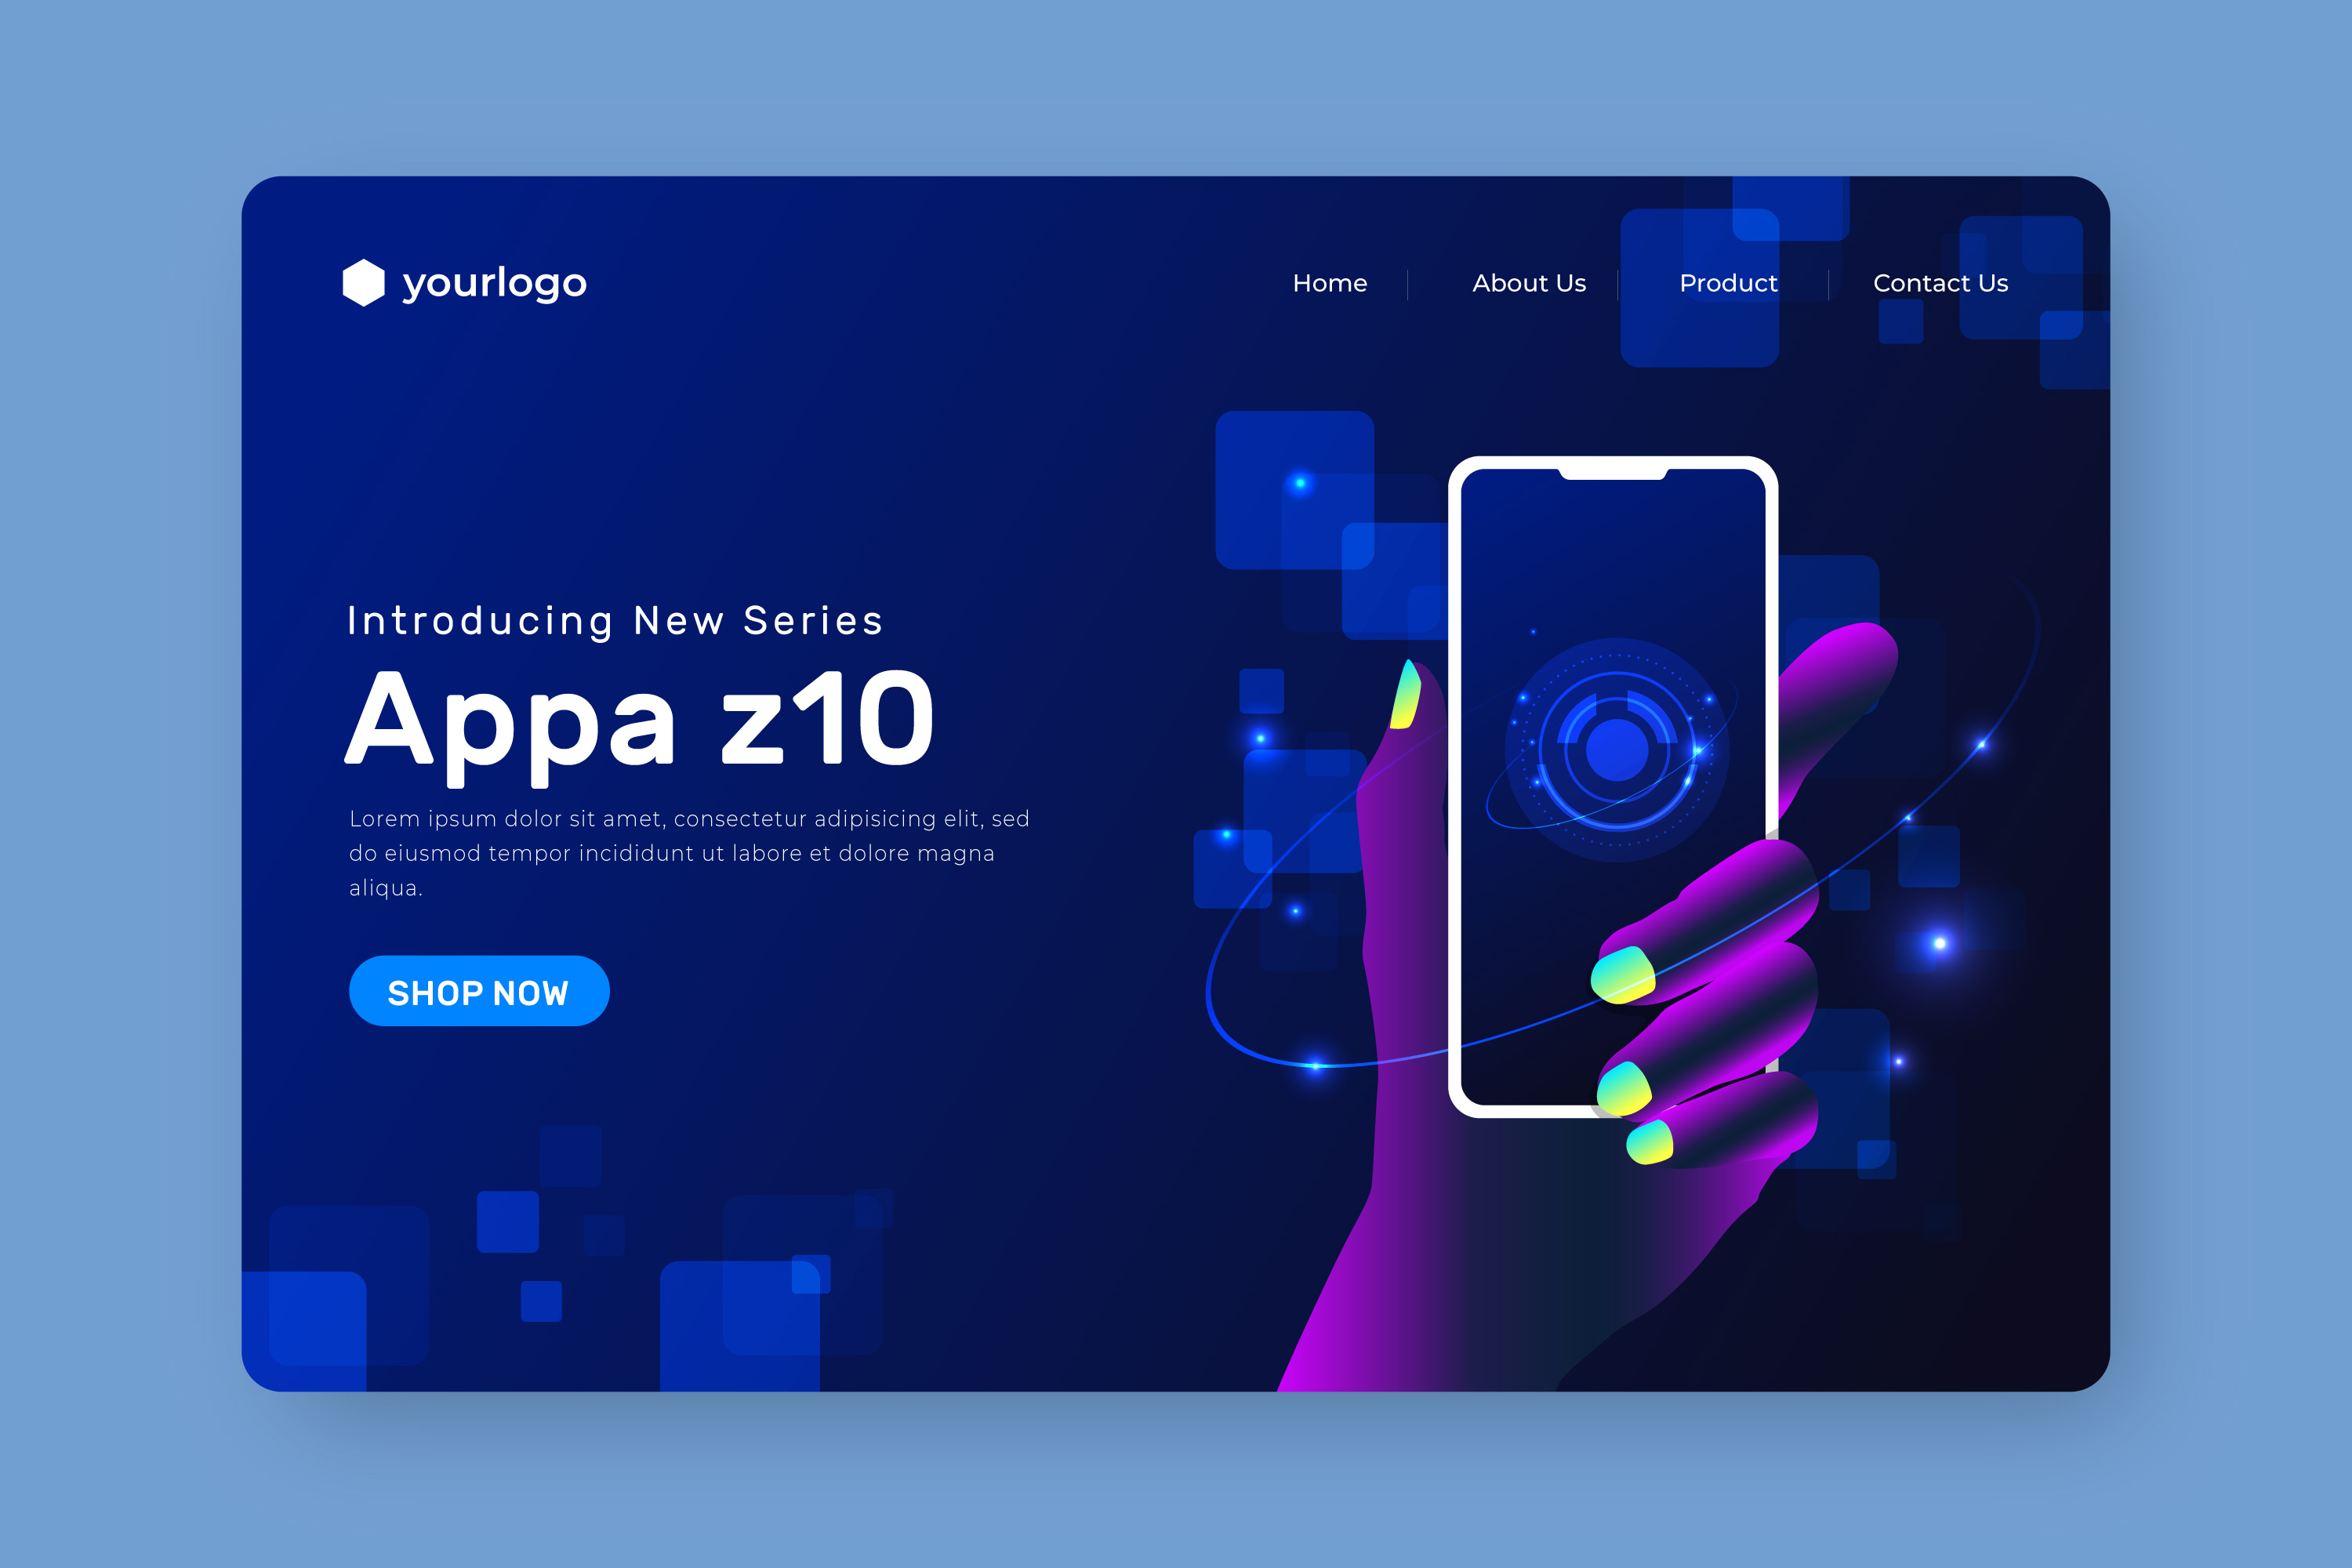 yourlogo
Home
About Us
Product
Contact Us
Introducing New Series
Appa z10
Lorem ipsum dolor sit amet, consectetur adipisicing elit, sed
do eiusmod tempor incididunt ut labore et dolore magna
aliqua.
SHOP NOW